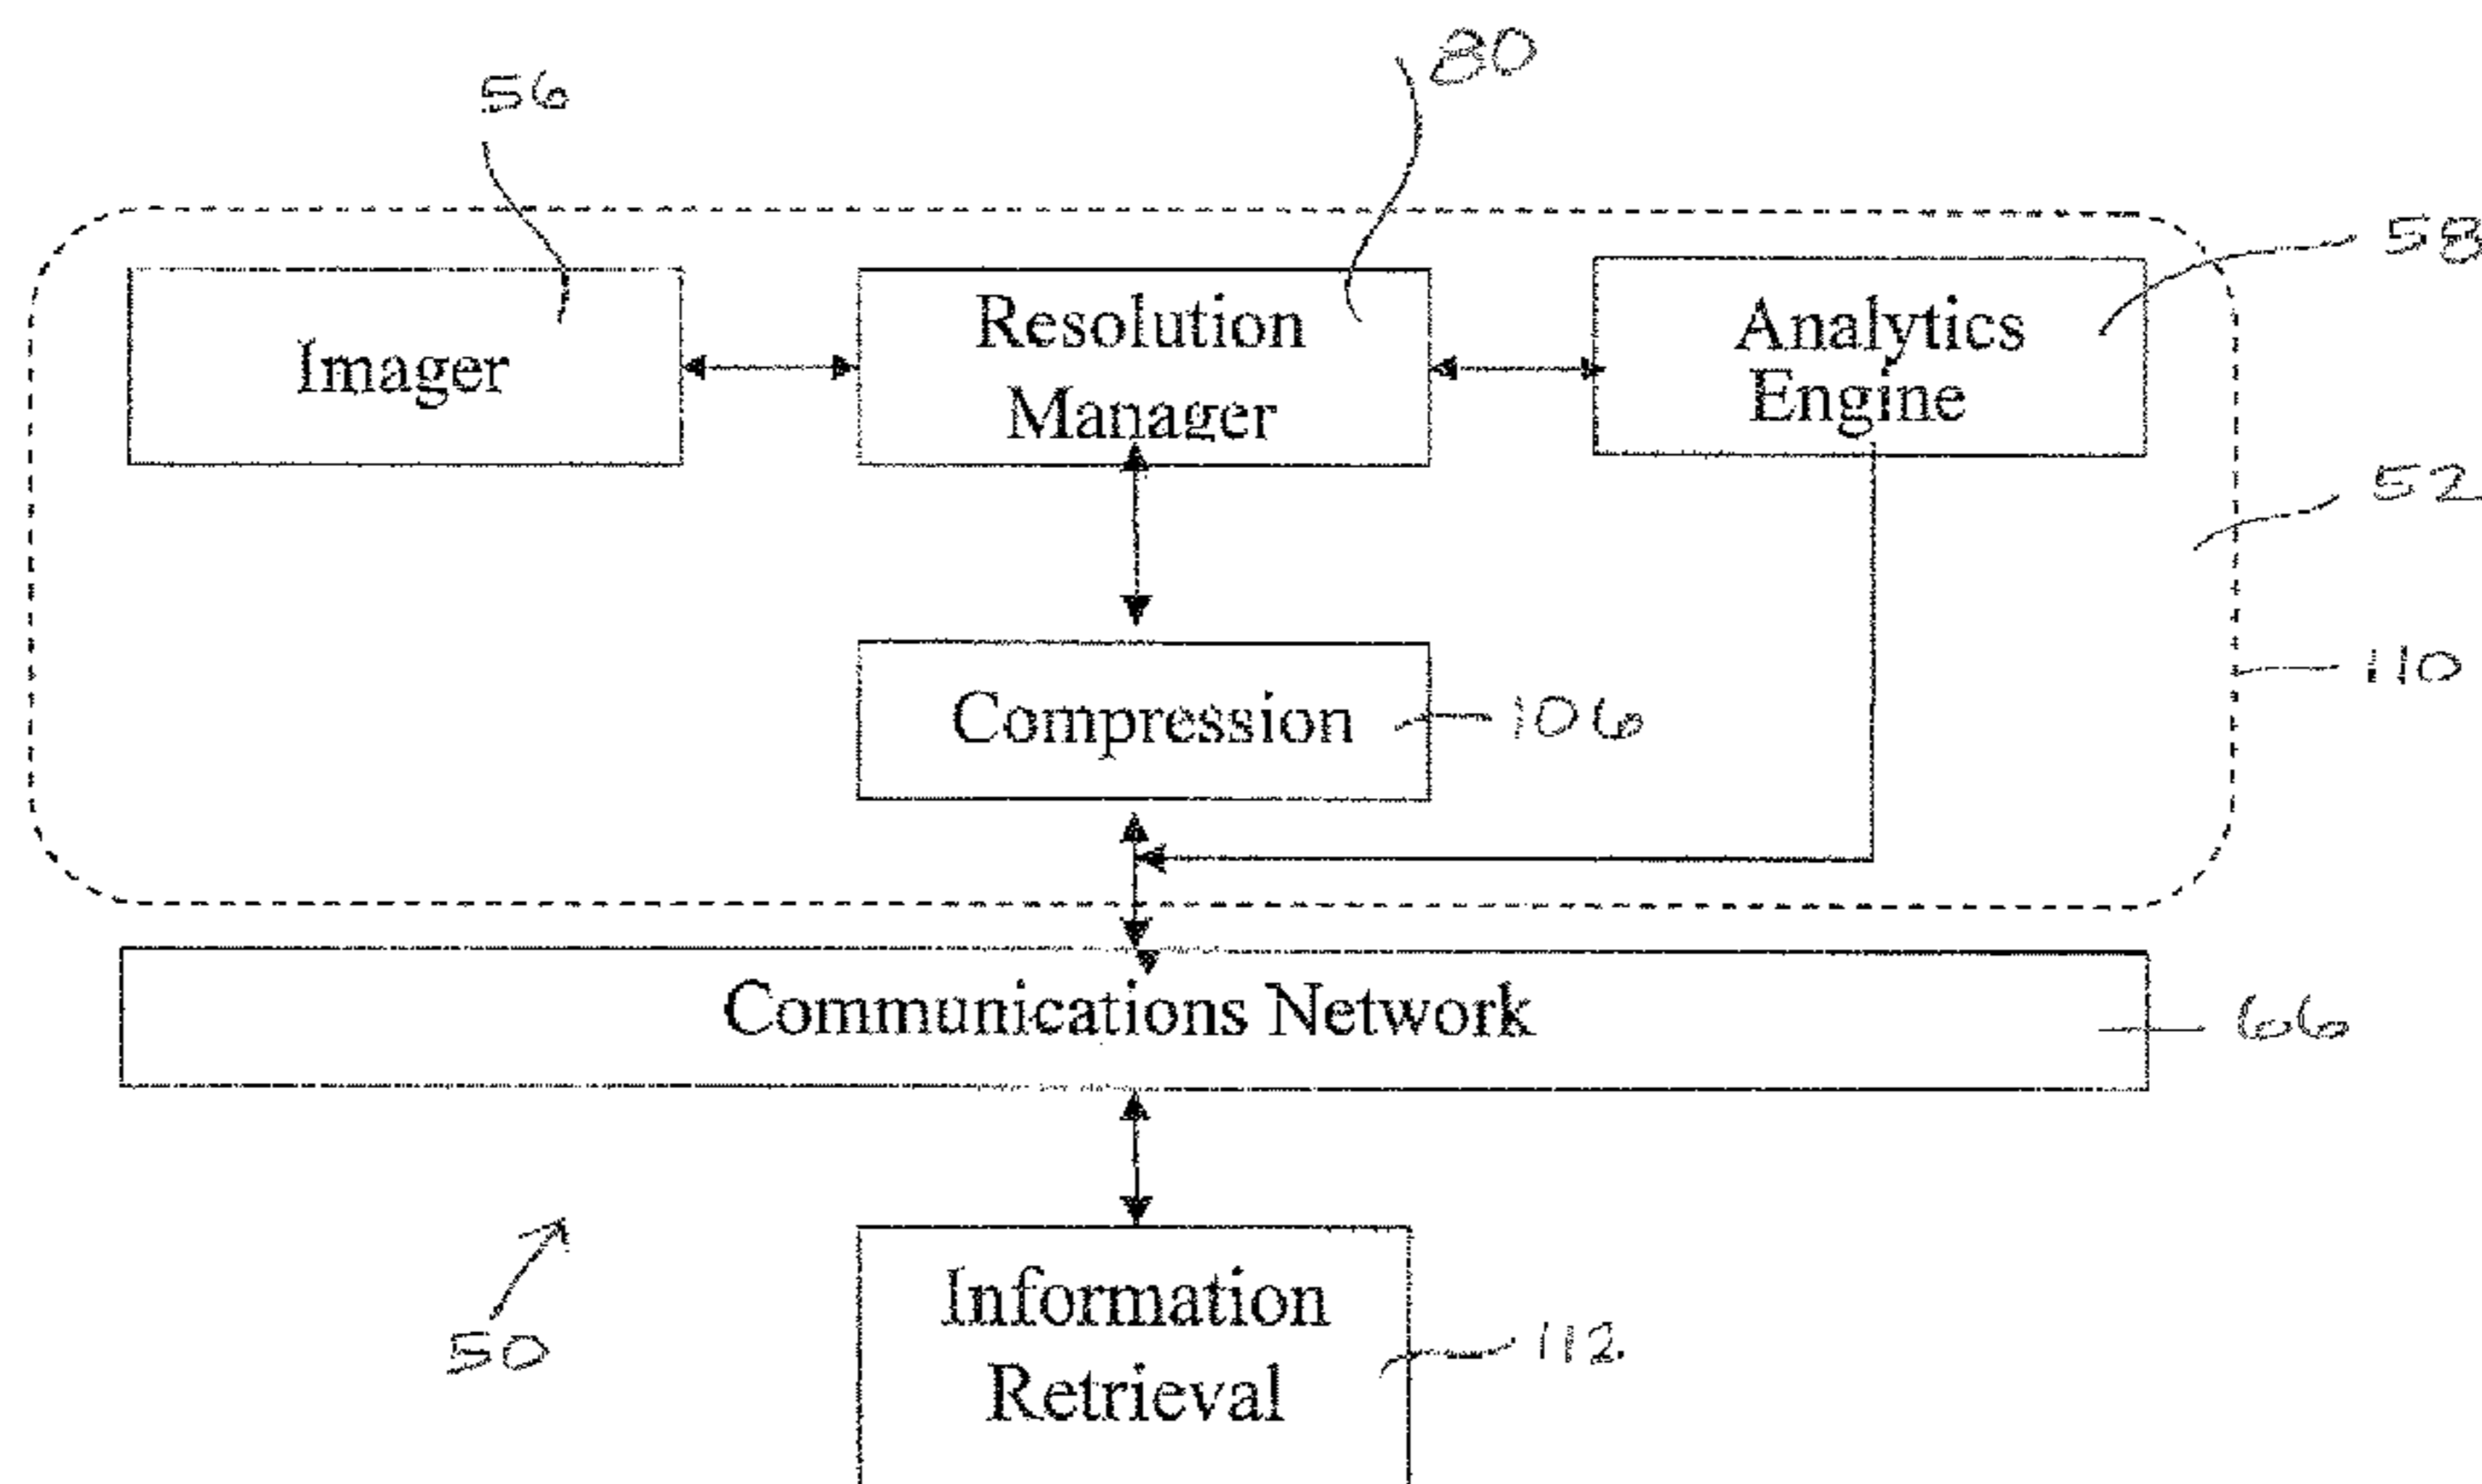 56
80
58
Imager
Resolution
Manager
Analytics
Engine
52
110
Compression
106
Communications Network
66
50
Information
Retrieval
112